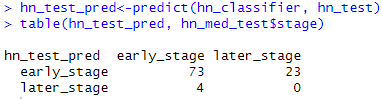 > hn_test_pred<-predict(hn_classifier, hn_test)
> table(hn_test_pred, hn_med_test$stage)
hn_test_pred early_stage later_stage
early_stage 73 23
later_stage 4 0